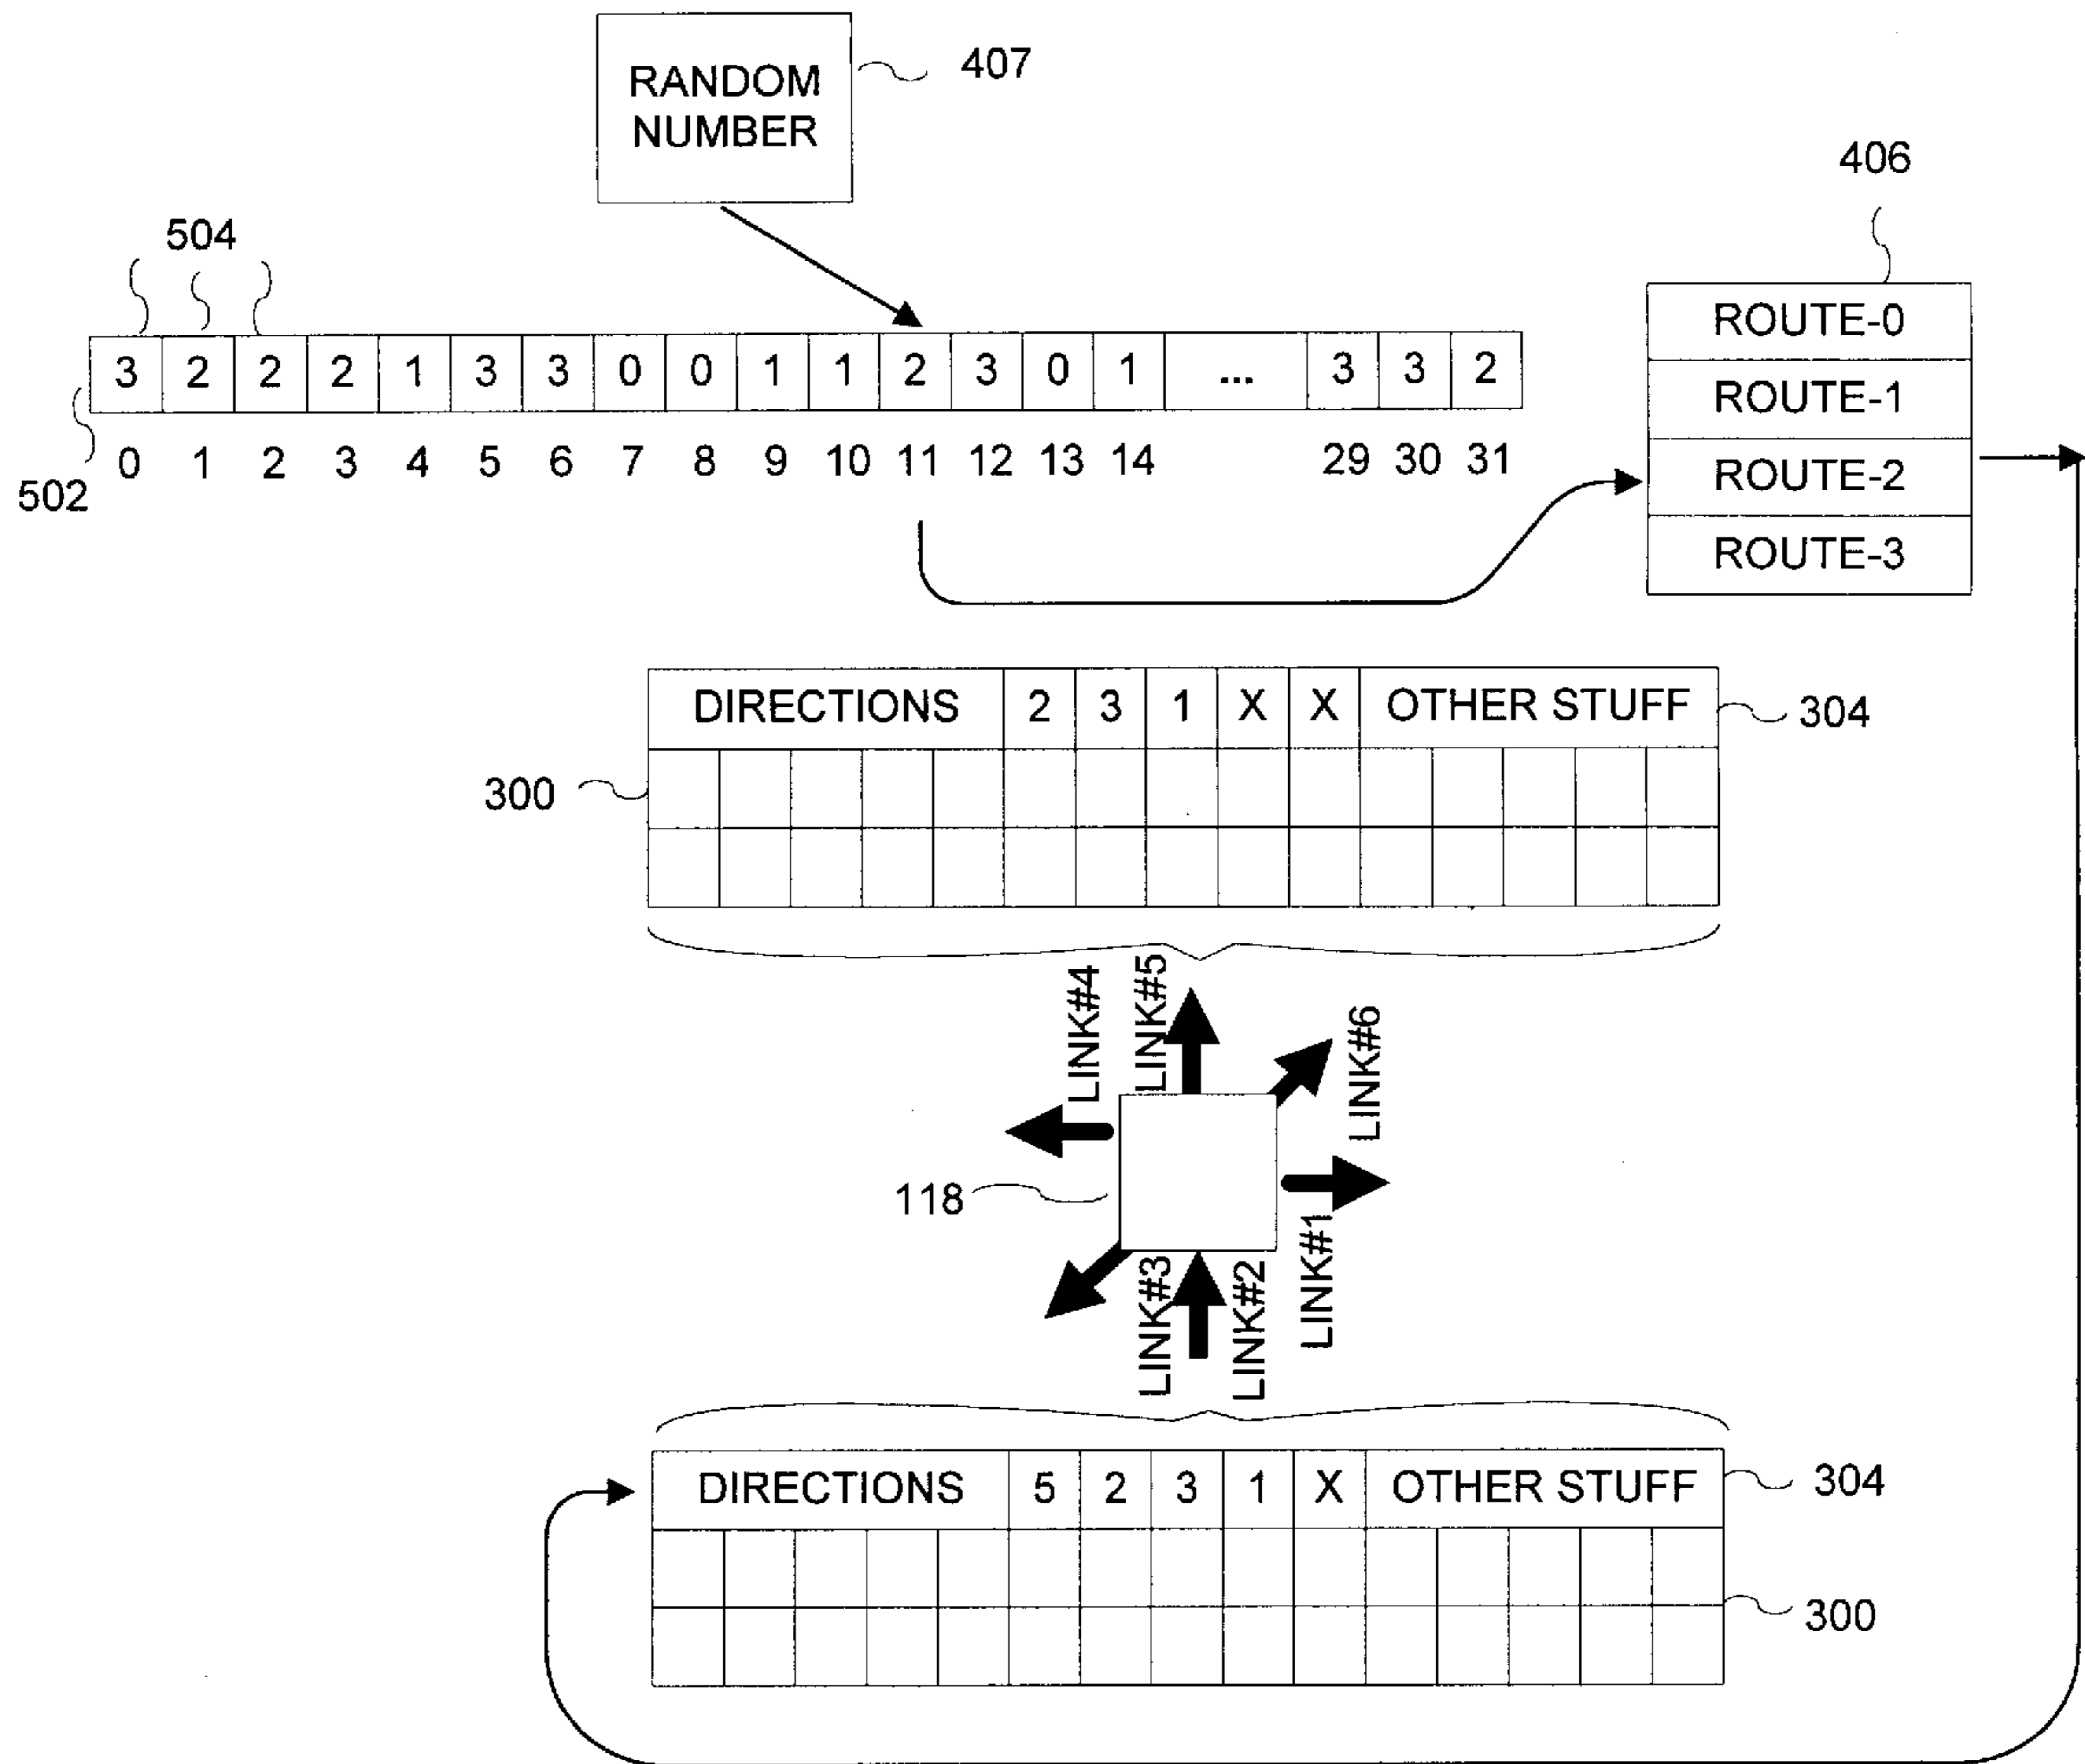 RANDOM
NUMBER
407
406
504
3 2 2 2 1 3 3 0 0 1 1 2 3 0 1 ... 3 3 2
0 1 2 3 4 5 6 7 8 9 10 11 12 13 14 29 30 31
502
ROUTE-0
ROUTE-1
ROUTE-2
ROUTE-3
DIRECTIONS 2 3 1 X X OTHER STUFF
304
300
LINK#4
LINK#5
LINK#6
118
LINK#3
LINK#2
LINK#1
DIRECTIONS 5 2 3 1 X OTHER STUFF
304
300